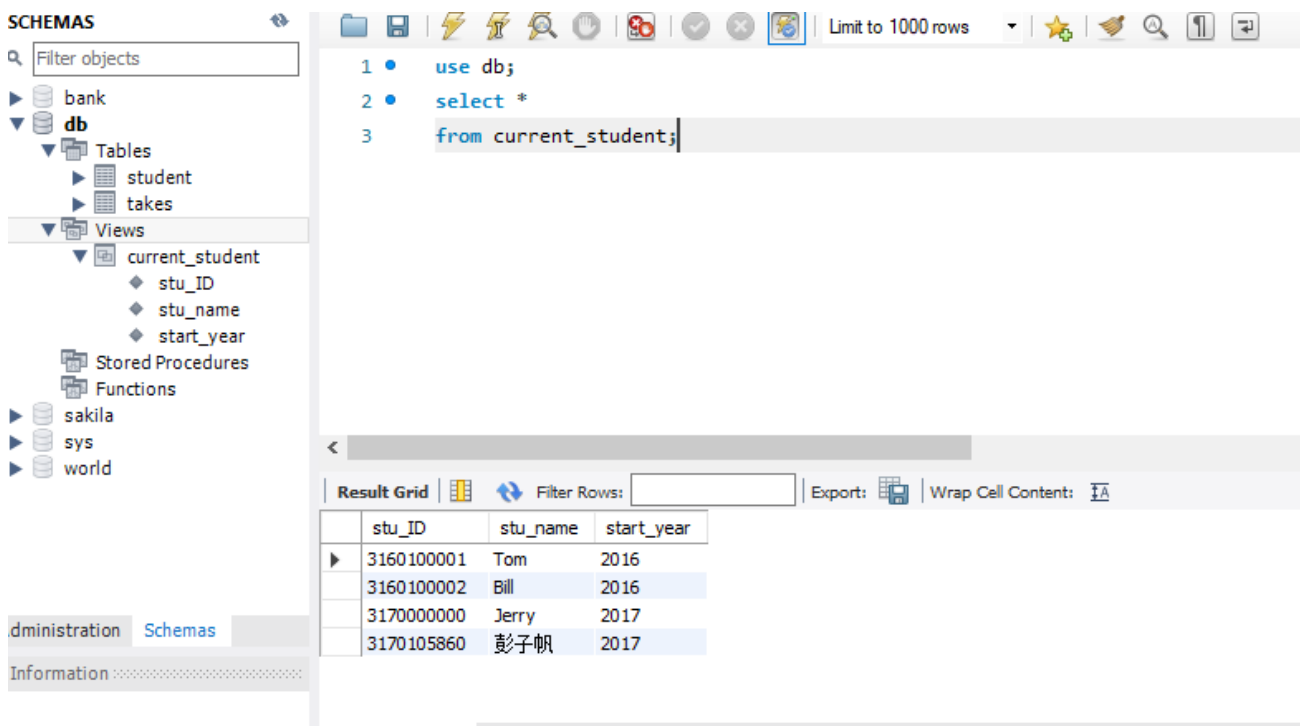 SCHEMAS
Filter objects
bank
db
Tables
student
takes
Views
current_student
stu_ID
stu_name
start_year
Stored Procedures
Functions
sakila
sys
world
dministration Schemas
Information
Limit to 1000 rows
1 use db;
2 select *
3 from current_student;
Result Grid Filter Rows: Export: Wrap Cell Content:
stu_ID stu_name start_year
3160100001 Tom 2016
3160100002 Bill 2016
3170000000 Jerry 2017
3170105860 彭子帆 2017